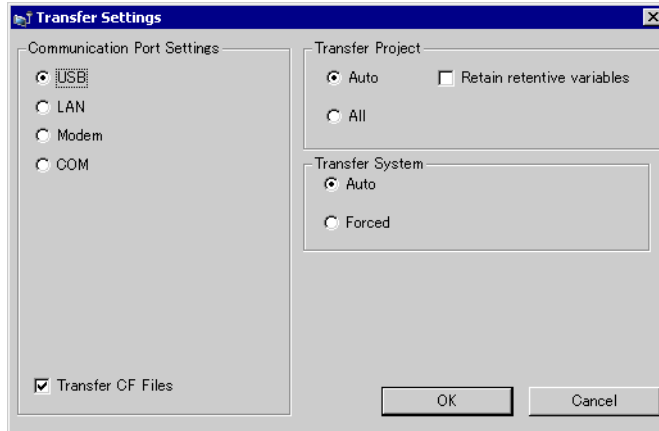 Transfer Settings
Communication Port Settings
USB
LAN
Modem
COM
Transfer CF Files
Transfer Project
Auto
Retain retentive variables
All
Transfer System
Auto
Forced
OK
Cancel